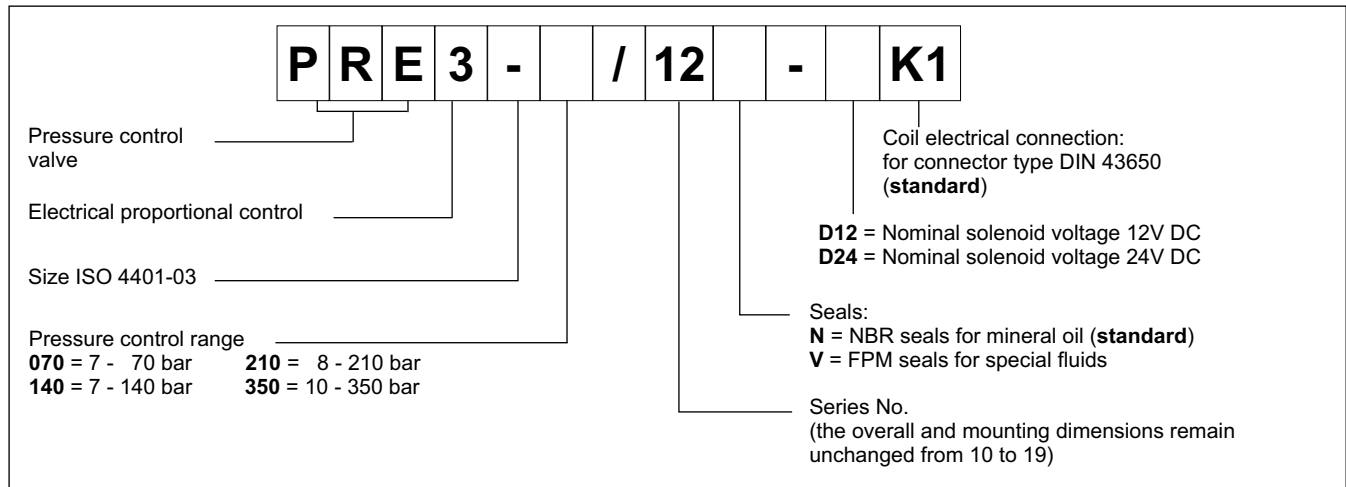 PRE3- / 12 - K1
Pressure control
valve
Electrical proportional control
Size ISO 4401-03
Pressure control range
070 = 7 - 70 bar 210 = 8 - 210 bar
140 = 7 - 140 bar 350 = 10 - 350 bar
Coil electrical connection:
for connector type DIN 43650
(standard)
D12 = Nominal solenoid voltage 12V DC
D24 = Nominal solenoid voltage 24V DC
Seals:
N = NBR seals for mineral oil (standard)
V = FPM seals for special fluids
Series No.
(the overall and mounting dimensions remain
unchanged from 10 to 19)